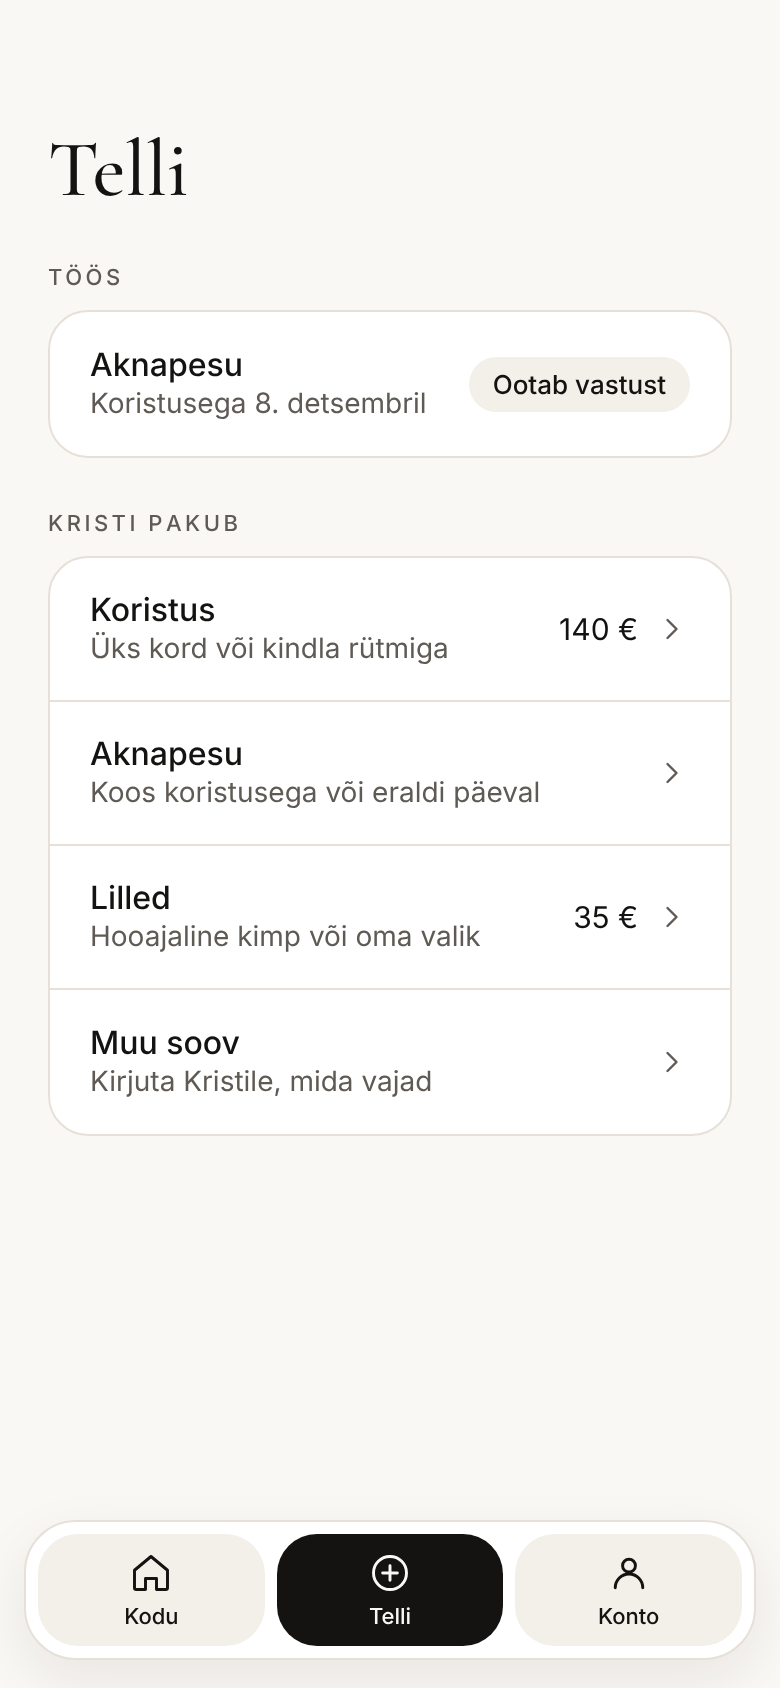 Telli
TÖÖS
Aknapesu
Koristusega 8. detsembril
Ootab vastust
KRISTI PAKUB
Koristus
Üks kord või kindla rütmiga
140 €
Aknapesu
Koos koristusega või eraldi päeval
Lilled
Hooajaline kimp või oma valik
35 €
Muu soov
Kirjuta Kristile, mida vajad
Kodu
Telli
Konto